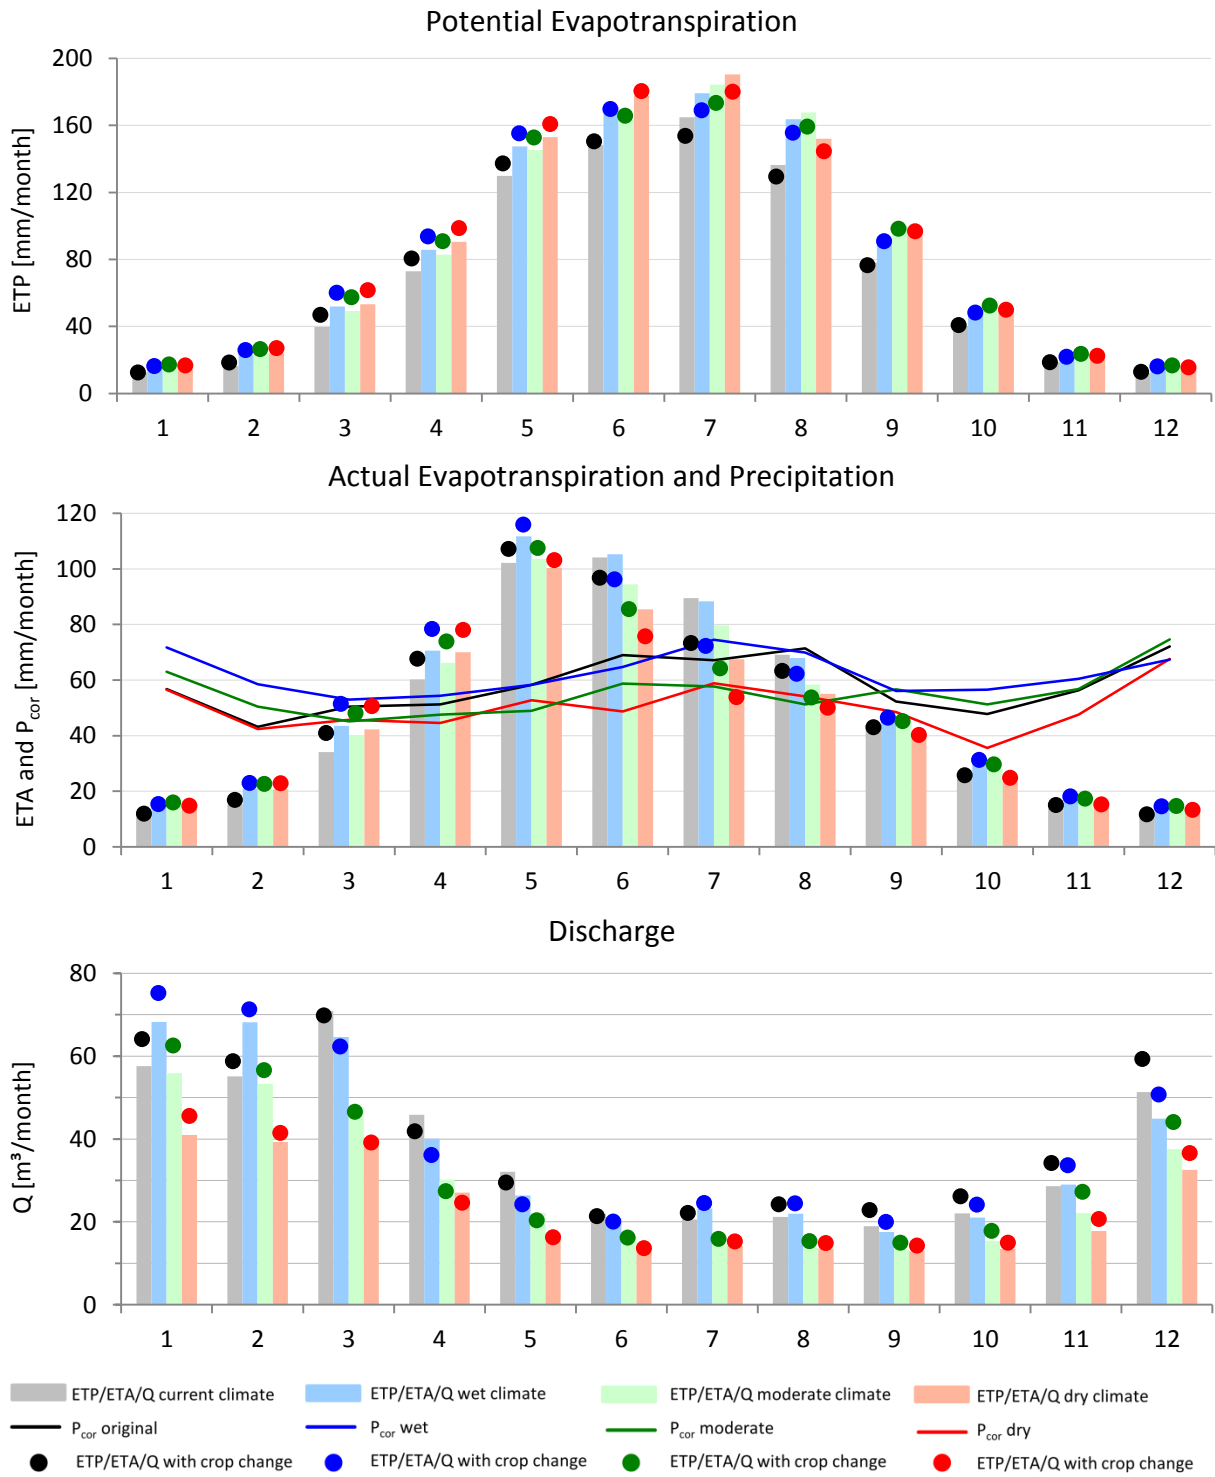 Potential Evapotranspiration
ETP [mm/month]
200
160
120
80
40
0
1 2 3 4 5 6 7 8 9 10 11 12
Actual Evapotranspiration and Precipitation
ETA and Pcor [mm/month]
120
100
80
60
40
20
0
1 2 3 4 5 6 7 8 9 10 11 12
Discharge
Q [m³/month]
80
60
40
20
0
1 2 3 4 5 6 7 8 9 10 11 12
ETP/ETA/Q current climate ETP/ETA/Q wet climate ETP/ETA/Q moderate climate ETP/ETA/Q dry climate
Pcor original Pcor wet Pcor moderate Pcor dry
ETP/ETA/Q with crop change ETP/ETA/Q with crop change ETP/ETA/Q with crop change ETP/ETA/Q with crop change